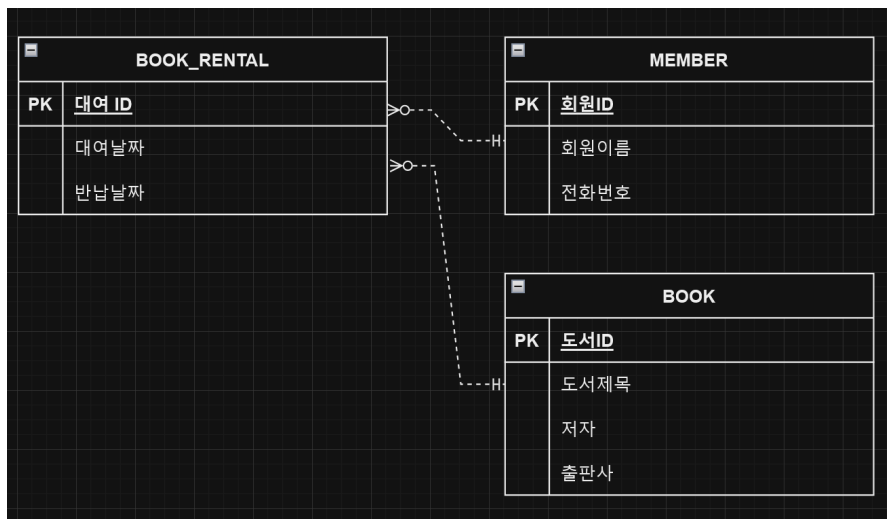 BOOK_RENTAL
PK 대여 ID
대여날짜
반납날짜
MEMBER
PK 회원ID
회원이름
전화번호
BOOK
PK 도서ID
도서제목
저자
출판사